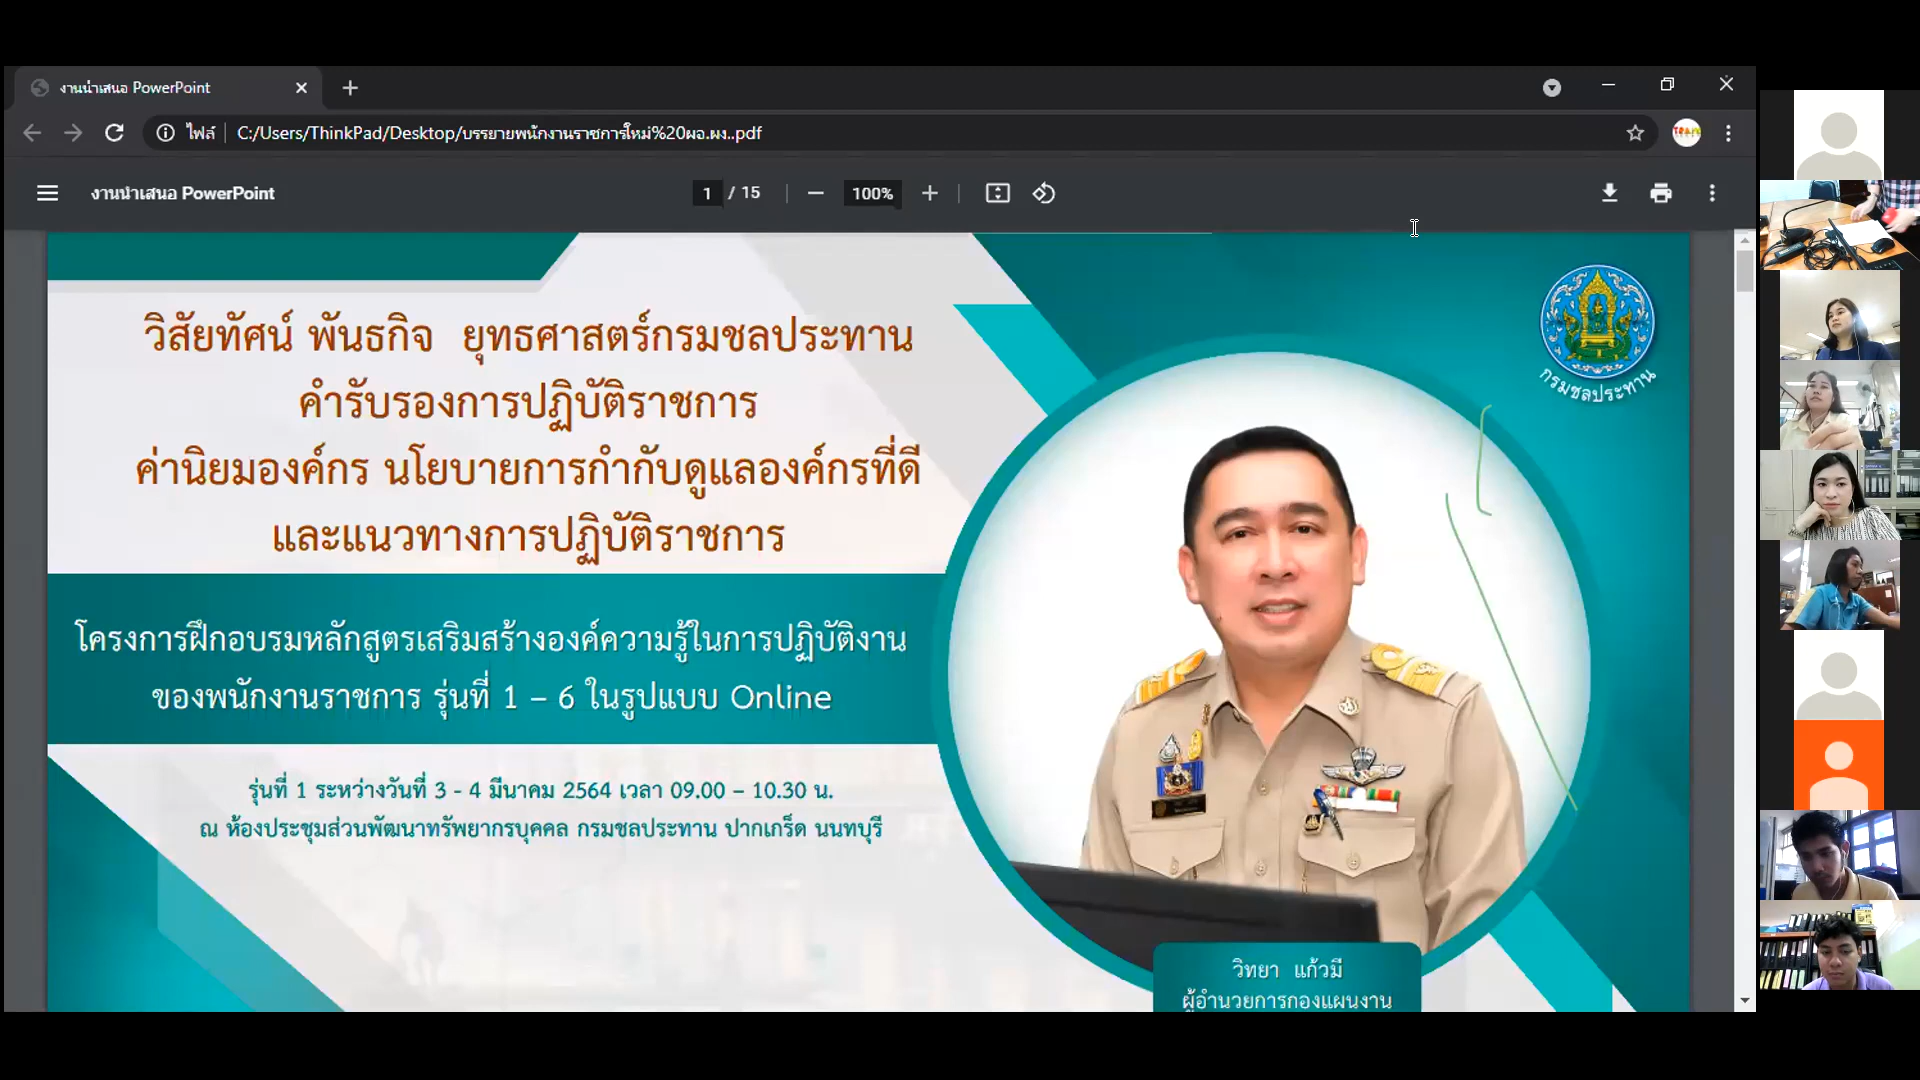 งานนำเสนอ PowerPoint
ไฟล์ C:/Users/ThinkPad/Desktop/บรรยายพนักงานราชการใหม่%20ผอ.ผง..pdf
งานนำเสนอ PowerPoint 1 / 15 100%
กรมชลประทาน
วิสัยทัศน์ พันธกิจ ยุทธศาสตร์กรมชลประทาน
คำรับรองการปฏิบัติราชการ
ค่านิยมองค์กร นโยบายการกำกับดูแลองค์กรที่ดี
และแนวทางการปฏิบัติราชการ
โครงการฝึกอบรมหลักสูตรเสริมสร้างองค์ความรู้ในการปฏิบัติงาน
ของพนักงานราชการ รุ่นที่ 1 – 6 ในรูปแบบ Online
รุ่นที่ 1 ระหว่างวันที่ 3 - 4 มีนาคม 2564 เวลา 09.00 – 10.30 น.
ณ ห้องประชุมส่วนพัฒนาทรัพยากรบุคคล กรมชลประทาน ปากเกร็ด นนทบุรี
วิทยา แก้วมี
ผู้อำนวยการกองแผนงาน